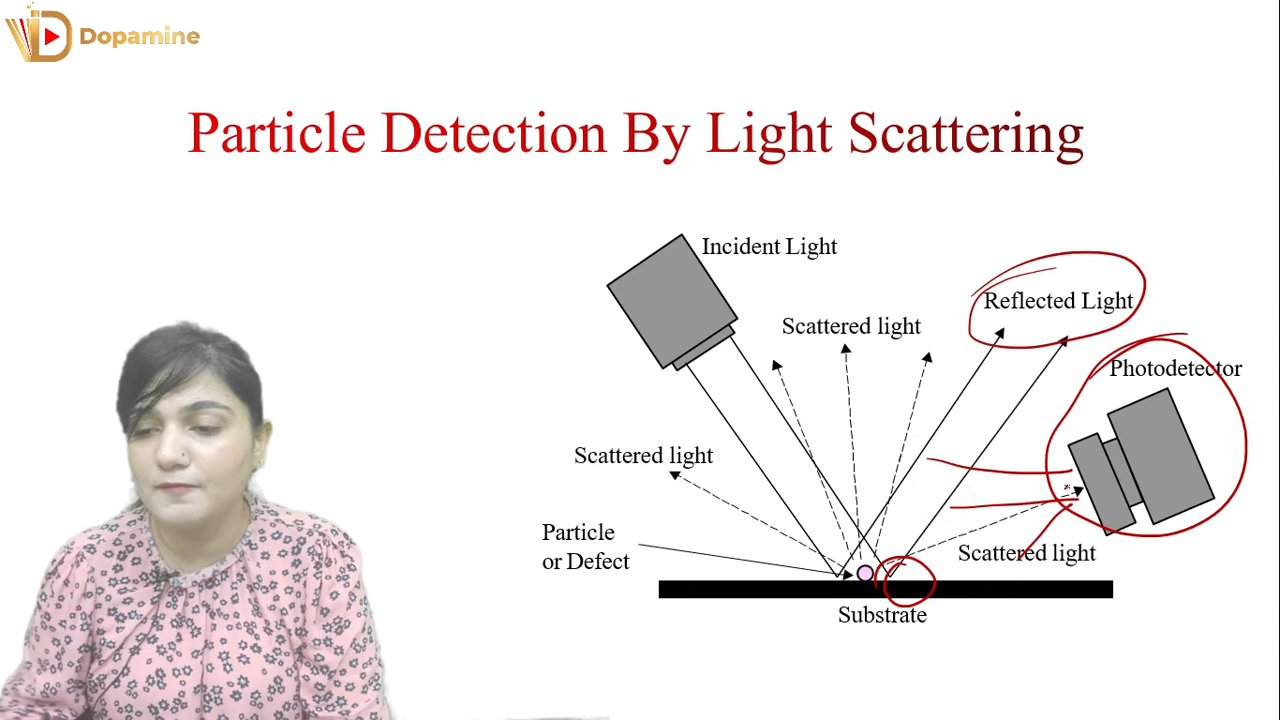 Dopamine
Particle Detection By Light Scattering
Incident Light
Reflected Light
Scattered light
Photodetector
Scattered light
Particle
or Defect
Scattered light
Substrate